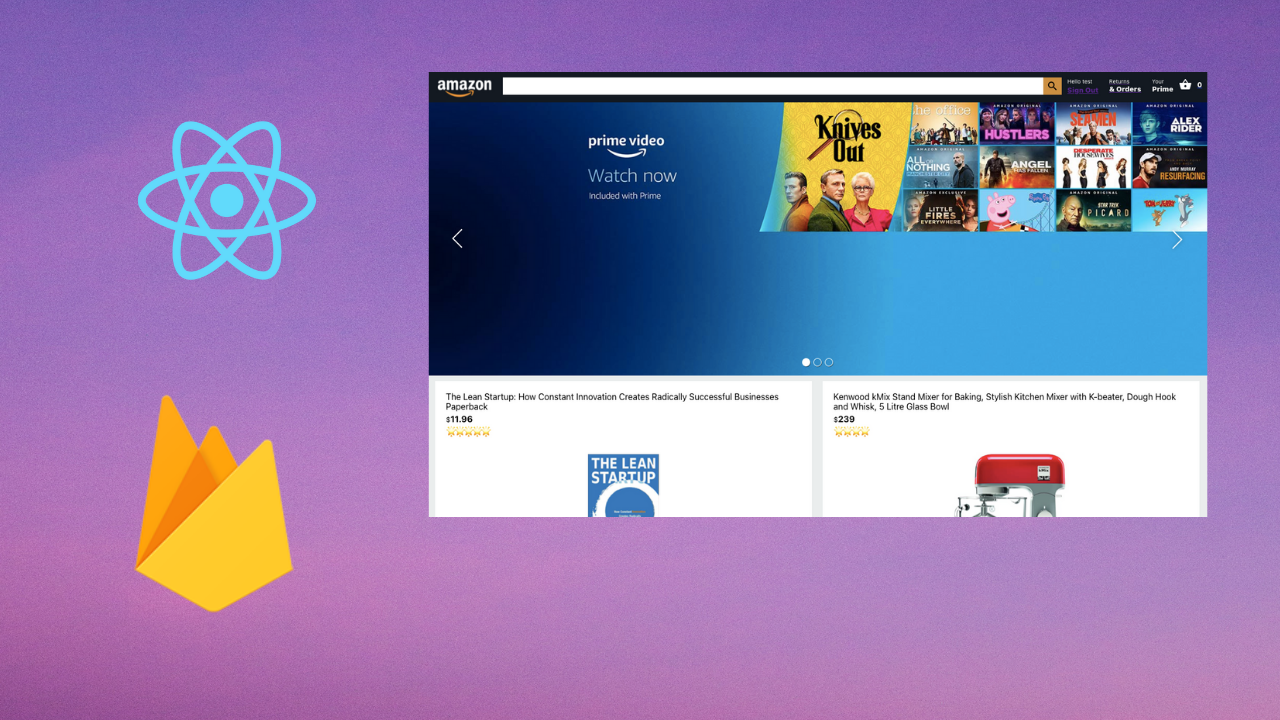 amazon
Hello test
Sign Out
Returns
& Orders
Your
Prime
0
prime video
Watch now
Included with Prime
Knives
Out
the office
AMAZON ORIGINAL
HUSTLERS
AMAZON ORIGINAL
SEAMEN
AMAZON ORIGINAL
ALEX
RIDER
AMAZON ORIGINAL
ALL OR
NOTHING
ANGEL
HAS FALLEN
DESPERATE
HOUSEWIVES
ANDY MURRAY
RESURFACING
AMAZON EXCLUSIVE
LITTLE
FIRES
EVERYWHERE
Peppa Pig
STAR TREK
PICARD
TOM AND JERRY
The Lean Startup: How Constant Innovation Creates Radically Successful Businesses
Paperback
$11.96
THE LEAN
STARTUP
Kenwood kMix Stand Mixer for Baking, Stylish Kitchen Mixer with K-beater, Dough Hook
and Whisk, 5 Litre Glass Bowl
$239